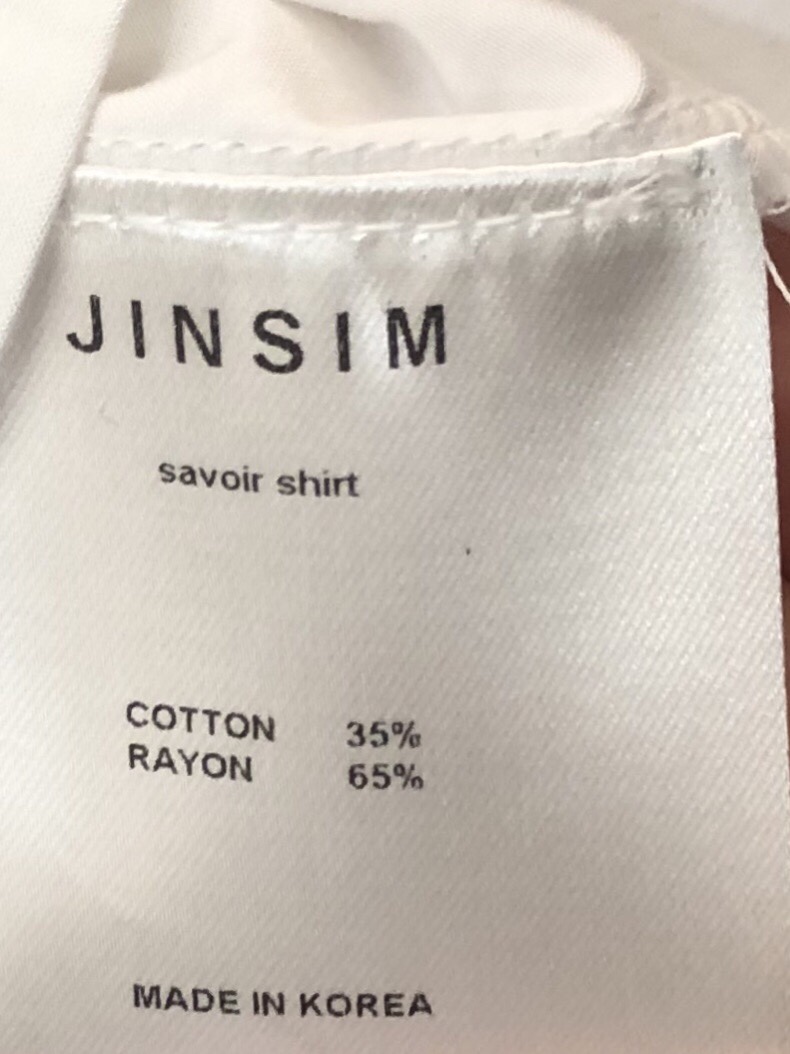 JINSIM
savoir shirt
COTTON 35%
RAYON 65%
MADE IN KOREA